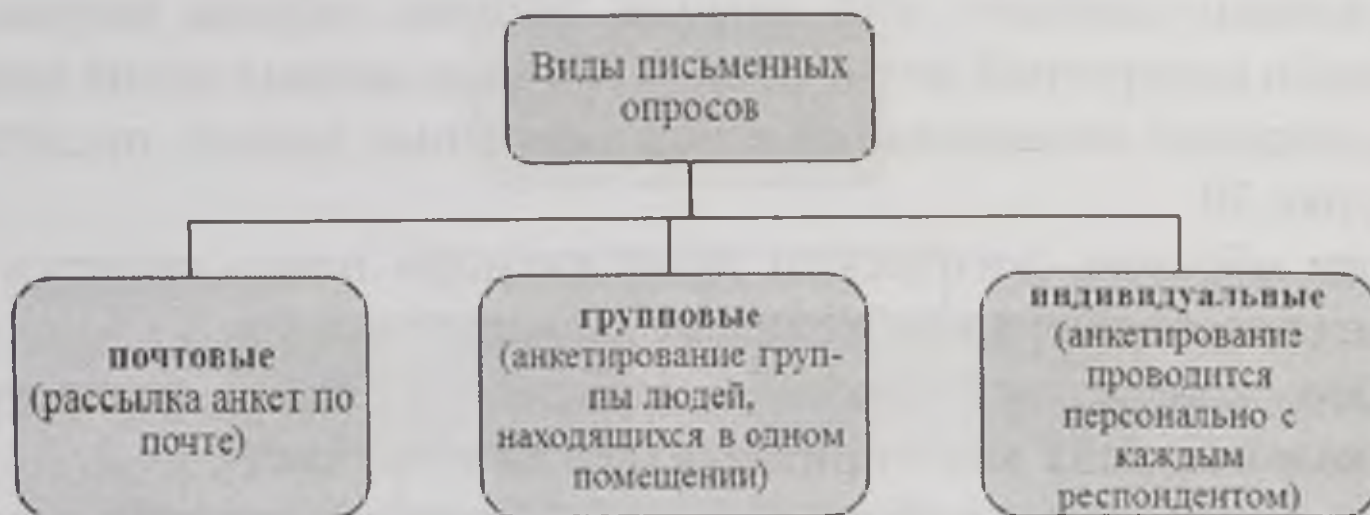 Виды письменных
опросов
почтовые
(рассылка анкет по
почте)
групповые
(анкетирование груп-
пы людей,
находящихся в одном
помещении)
индивидуальные
(анкетирование
проводится
персонально с
каждым
респондентом)